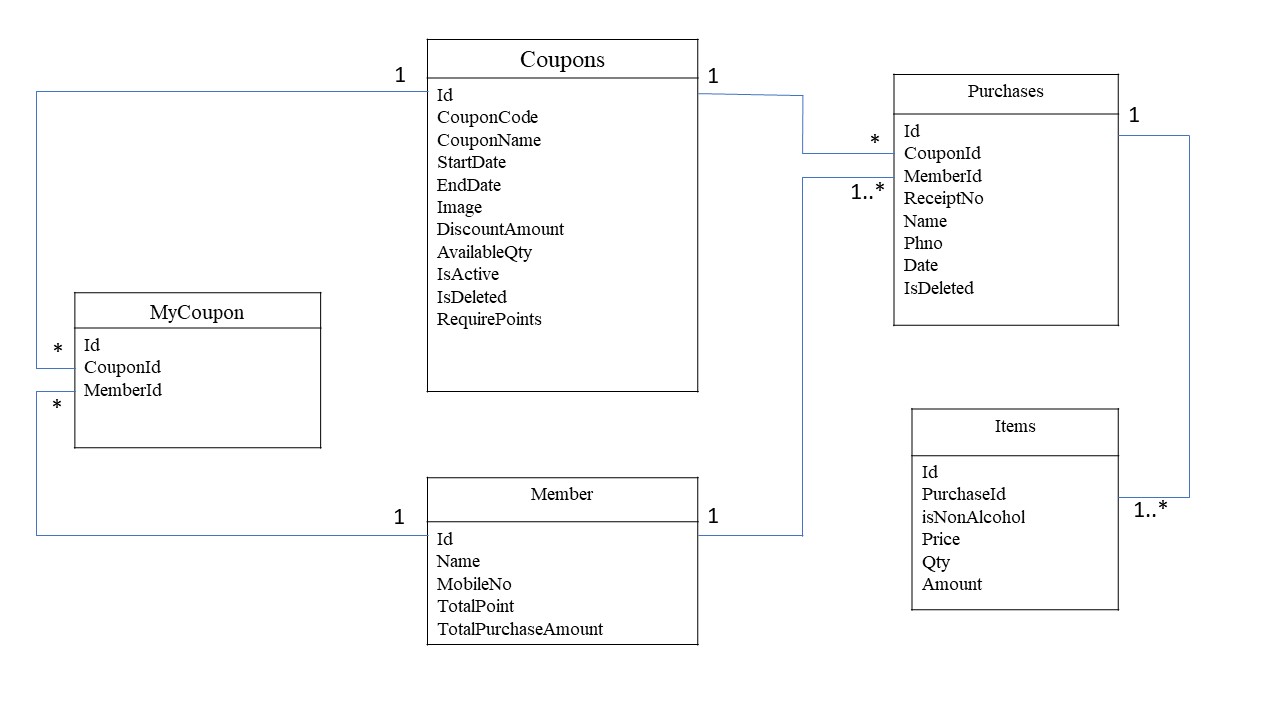 1
Coupons
1
Id
CouponCode
CouponName
StartDate
EndDate
Image
DiscountAmount
AvailableQty
IsActive
IsDeleted
RequirePoints
Purchases
1
*
1..*
Id
CouponId
MemberId
ReceiptNo
Name
Phno
Date
IsDeleted
MyCoupon
*
*
Id
CouponId
MemberId
1
Member
1
Id
Name
MobileNo
TotalPoint
TotalPurchaseAmount
Items
Id
PurchaseId
isNonAlcohol
Price
Qty
Amount
1..*